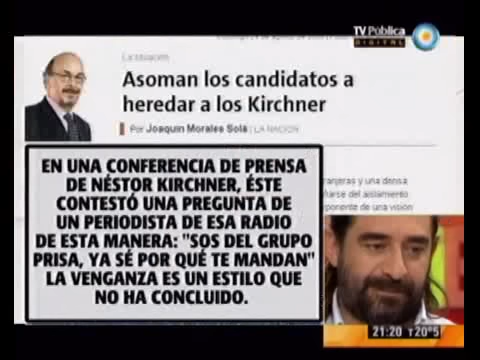 TV Pública
DIGITAL
La situación
Asoman los candidatos a
heredar a los Kirchner
Por Joaquín Morales Solá | LA NACION
EN UNA CONFERENCIA DE PRENSA
DE NÉSTOR KIRCHNER, ÉSTE
CONTESTÓ UNA PREGUNTA DE
UN PERIODISTA DE ESA RADIO
DE ESTA MANERA: "SOS DEL GRUPO
PRISA, YA SÉ POR QUÉ TE MANDAN"
LA VENGANZA ES UN ESTILO QUE
NO HA CONCLUIDO.
ranjeras y una densa
rse del aislamiento
ponente de una visión
21:20 T20°5